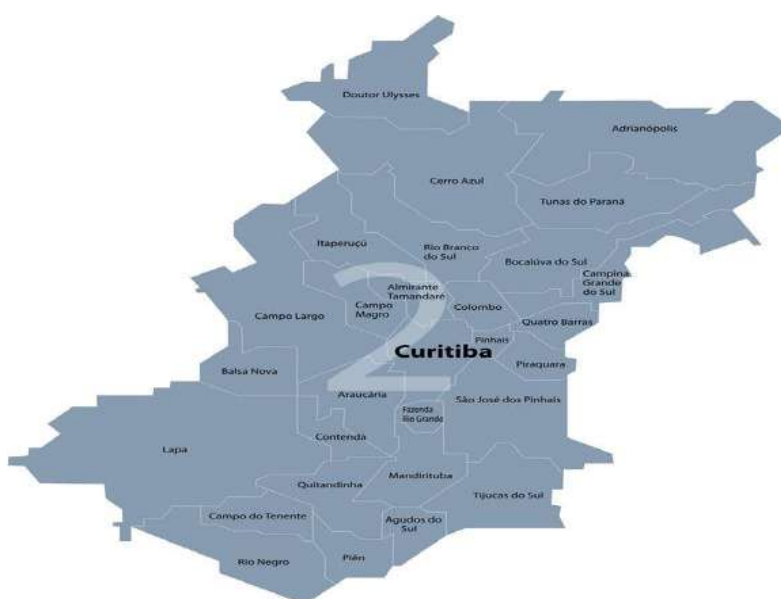 Doutor Ulysses
Adrianópolis
Cerro Azul
Tunas do Paraná
Itaperuçú
Rio Branco
do Sul
Bocaiúva do Sul
Campina
Grande
do Sul
2
Almirante
Tamandaré
Campo
Magro
Colombo
Campo Largo
Quatro Barras
Pinhais
Curitiba
Piraquara
Balsa Nova
Araucária
São José dos Pinhais
Fazenda
Rio Grande
Contenda
Lapa
Mandirituba
Quitandinha
Tijucas do Sul
Campo do Tenente
Agudos do
Sul
Piên
Rio Negro